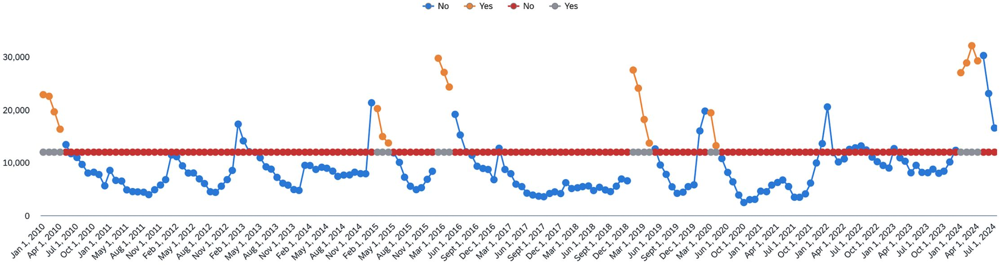 No Yes No Yes
30,000
20,000
10,000
0
Jan 1, 2010
Apr 1, 2010
Jul 1, 2010
Oct 1, 2010
Jan 1, 2011
May 1, 2011
Aug 1, 2011
Nov 1, 2011
Feb 1, 2012
May 1, 2012
Aug 1, 2012
Nov 1, 2012
Feb 1, 2013
May 1, 2013
Aug 1, 2013
Nov 1, 2013
Feb 1, 2014
May 1, 2014
Aug 1, 2014
Nov 1, 2014
Feb 1, 2015
May 1, 2015
Aug 1, 2015
Nov 1, 2015
Mar 1, 2016
Jun 1, 2016
Sept 1, 2016
Dec 1, 2016
Mar 1, 2017
Jun 1, 2017
Sept 1, 2017
Dec 1, 2017
Mar 1, 2018
Jun 1, 2018
Sept 1, 2018
Dec 1, 2018
Mar 1, 2019
Jun 1, 2019
Sept 1, 2019
Dec 1, 2019
Mar 1, 2020
Jun 1, 2020
Oct 1, 2020
Jan 1, 2021
Apr 1, 2021
Jul 1, 2021
Oct 1, 2021
Jan 1, 2022
Apr 1, 2022
Jul 1, 2022
Oct 1, 2022
Jan 1, 2023
Apr 1, 2023
Jul 1, 2023
Oct 1, 2023
Jan 1, 2024
Apr 1, 2024
Jul 1, 2024